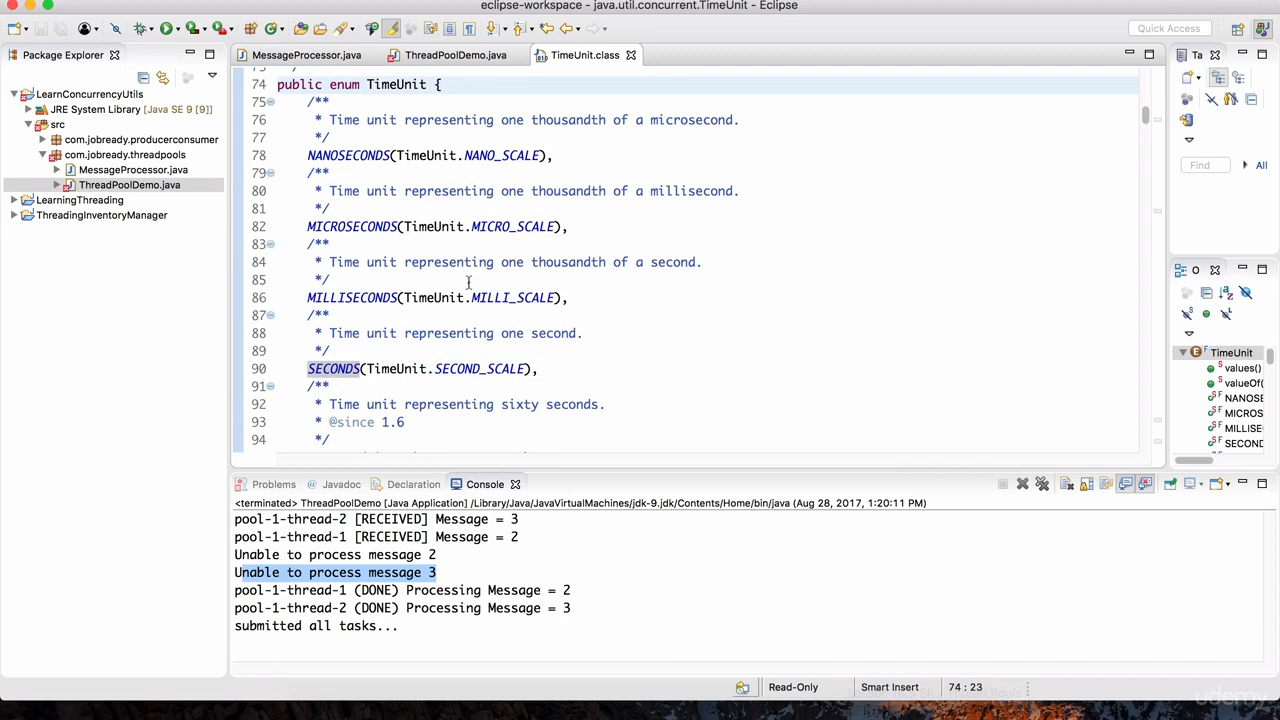 eclipse-workspace - java.util.concurrent.TimeUnit - Eclipse
Quick Access
Package Explorer
LearnConcurrencyUtils
JRE System Library [Java SE 9 [9]]
src
com.jobready.producerconsumer
com.jobready.threadpools
MessageProcessor.java
ThreadPoolDemo.java
LearningThreading
ThreadingInventoryManager
MessageProcessor.java
ThreadPoolDemo.java
TimeUnit.class
74 public enum TimeUnit {
75 /**
76 * Time unit representing one thousandth of a microsecond.
77 */
78 NANOSECONDS(TimeUnit.NANO_SCALE),
79 /**
80 * Time unit representing one thousandth of a millisecond.
81 */
82 MICROSECONDS(TimeUnit.MICRO_SCALE),
83 /**
84 * Time unit representing one thousandth of a second.
85 */
86 MILLISECONDS(TimeUnit.MILLI_SCALE),
87 /**
88 * Time unit representing one second.
89 */
90 SECONDS(TimeUnit.SECOND_SCALE),
91 /**
92 * Time unit representing sixty seconds.
93 * @since 1.6
94 */
Ta
Find
All
O
TimeUnit
values()
valueOf(
NANOSE
MICROS
MILLISE
SECOND
Problems
Javadoc
Declaration
Console
<terminated> ThreadPoolDemo [Java Application] /Library/Java/JavaVirtualMachines/jdk-9.jdk/Contents/Home/bin/java (Aug 28, 2017, 1:20:11 PM)
pool-1-thread-2 [RECEIVED] Message = 3
pool-1-thread-1 [RECEIVED] Message = 2
Unable to process message 2
Unable to process message 3
pool-1-thread-1 (DONE) Processing Message = 2
pool-1-thread-2 (DONE) Processing Message = 3
submitted all tasks...
Read-Only
Smart Insert
74 : 23
udemy